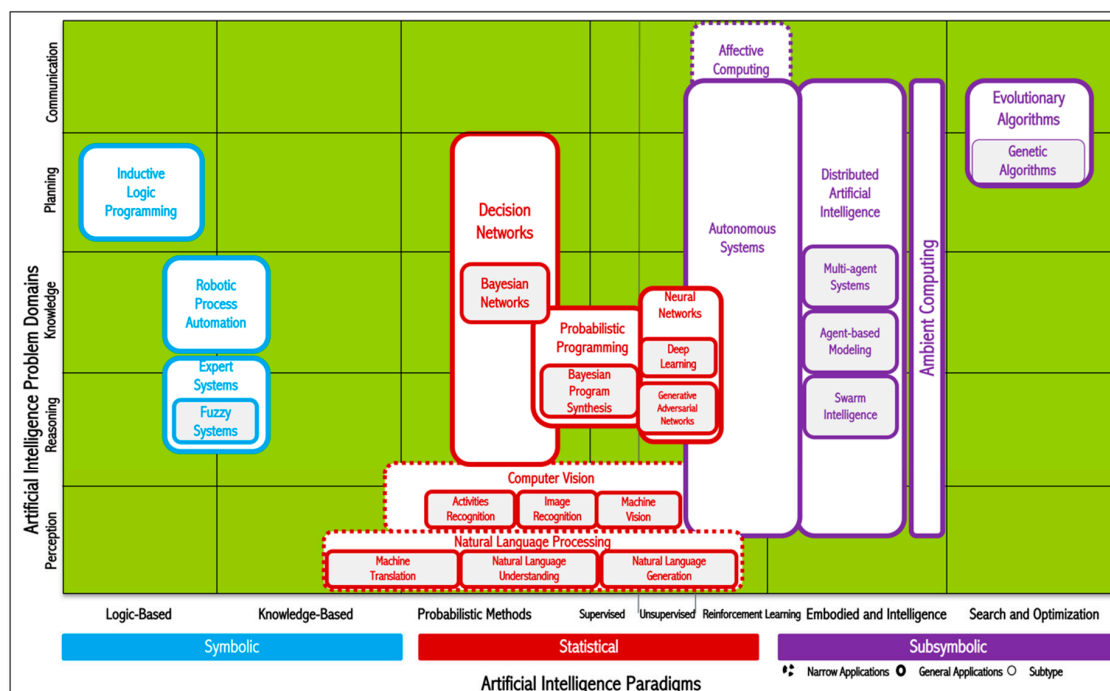 Artificial Intelligence Problem Domains
Communication
Planning
Knowledge
Reasoning
Perception
Affective
Computing
Inductive
Logic
Programming
Robotic
Process
Automation
Expert
Systems
Fuzzy
Systems
Decision
Networks
Bayesian
Networks
Probabilistic
Programming
Bayesian
Program
Synthesis
Neural
Networks
Deep
Learning
Generative
Adversarial
Networks
Autonomous
Systems
Distributed
Artificial
Intelligence
Multi-agent
Systems
Agent-based
Modeling
Swarm
Intelligence
Ambient Computing
Evolutionary
Algorithms
Genetic
Algorithms
Computer Vision
Activities
Recognition
Image
Recognition
Machine
Vision
Natural Language Processing
Machine
Translation
Natural Language
Understanding
Natural Language
Generation
Logic-Based
Knowledge-Based
Probabilistic Methods
Supervised
Unsupervised
Reinforcement Learning
Embodied and Intelligence
Search and Optimization
Symbolic
Statistical
Subsymbolic
Narrow Applications
General Applications
Subtype
Artificial Intelligence Paradigms